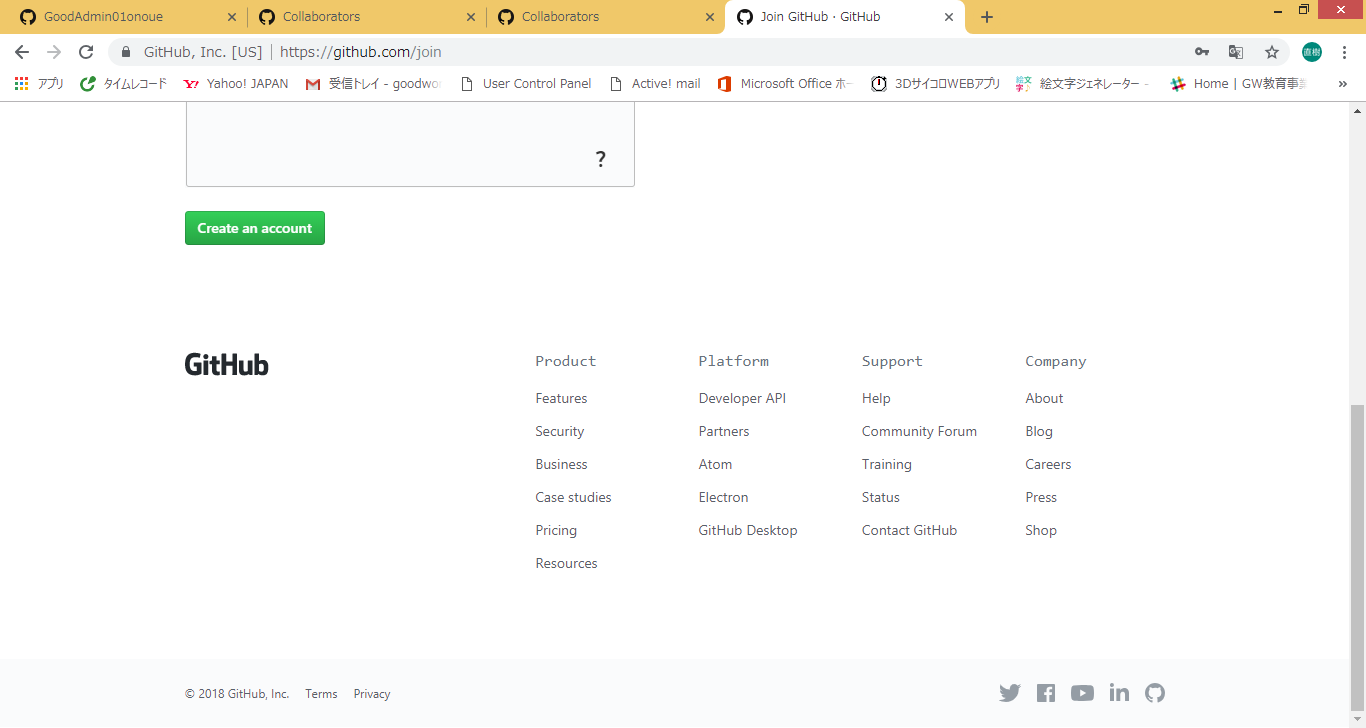 GoodAdmin01onoue
Collaborators
Collaborators
Join GitHub · GitHub
GitHub, Inc. [US] | https://github.com/join
直樹
アプリ
タイムレコード
Yahoo! JAPAN
受信トレイ - goodwo
User Control Panel
Active! mail
Microsoft Office ホー
3DサイコロWEBアプリ
絵文字ジェネレーター -
Home | GW教育事業
»
?
Create an account
GitHub
Product
Features
Security
Business
Case studies
Pricing
Resources
Platform
Developer API
Partners
Atom
Electron
GitHub Desktop
Support
Help
Community Forum
Training
Status
Contact GitHub
Company
About
Blog
Careers
Press
Shop
© 2018 GitHub, Inc. Terms Privacy